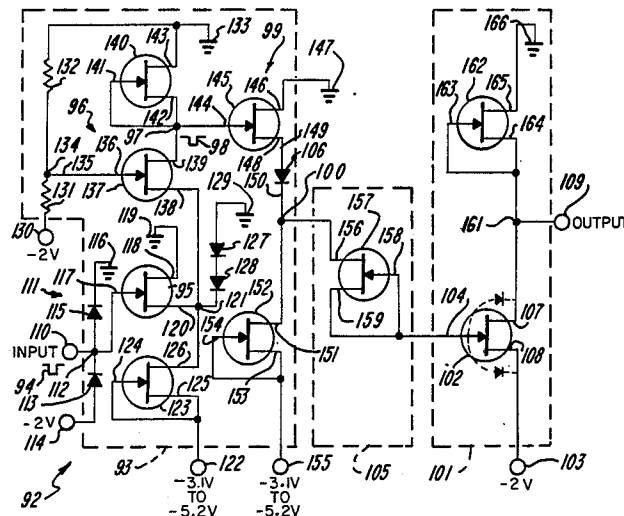 140 143 133 99 147 166
132 141 145 146 162 165
96 142 97 144 163
134 136 139 98 148 149 106 164
135 150 100 109
137 138 129 157 161 OUTPUT
131 119 156 158
130 127
-2V 116 118 128 152 104 107
111 117 95 121 159
115 120 154 151 108
110 124 126 102
INPUT 112 125 153
94 113 123
-2V
114 93 122 155 105 101 103
92 -3.1V -3.1V -2V
TO TO
-5.2V -5.2V